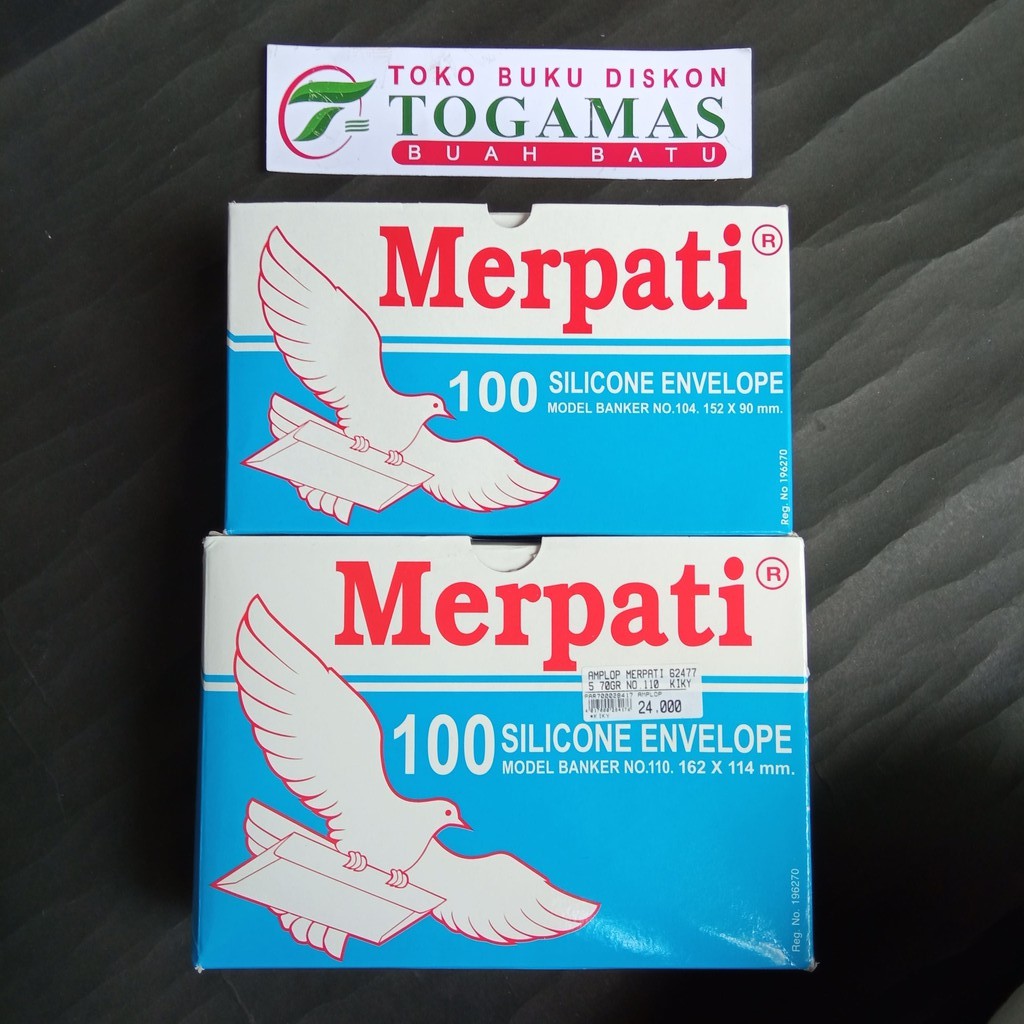 TOKO BUKU DISKON
TOGAMAS
BUAH BATU
Merpati®
100 SILICONE ENVELOPE
MODEL BANKER NO.104. 152 X 90 mm.
Reg. No 196270
Merpati®
AMPLOP MERPATI G2477
5 70GR NO.110 KIKY
AMPLOP
24.000
100 SILICONE ENVELOPE
MODEL BANKER NO.110. 162 X 114 mm.
Reg. No. 196270